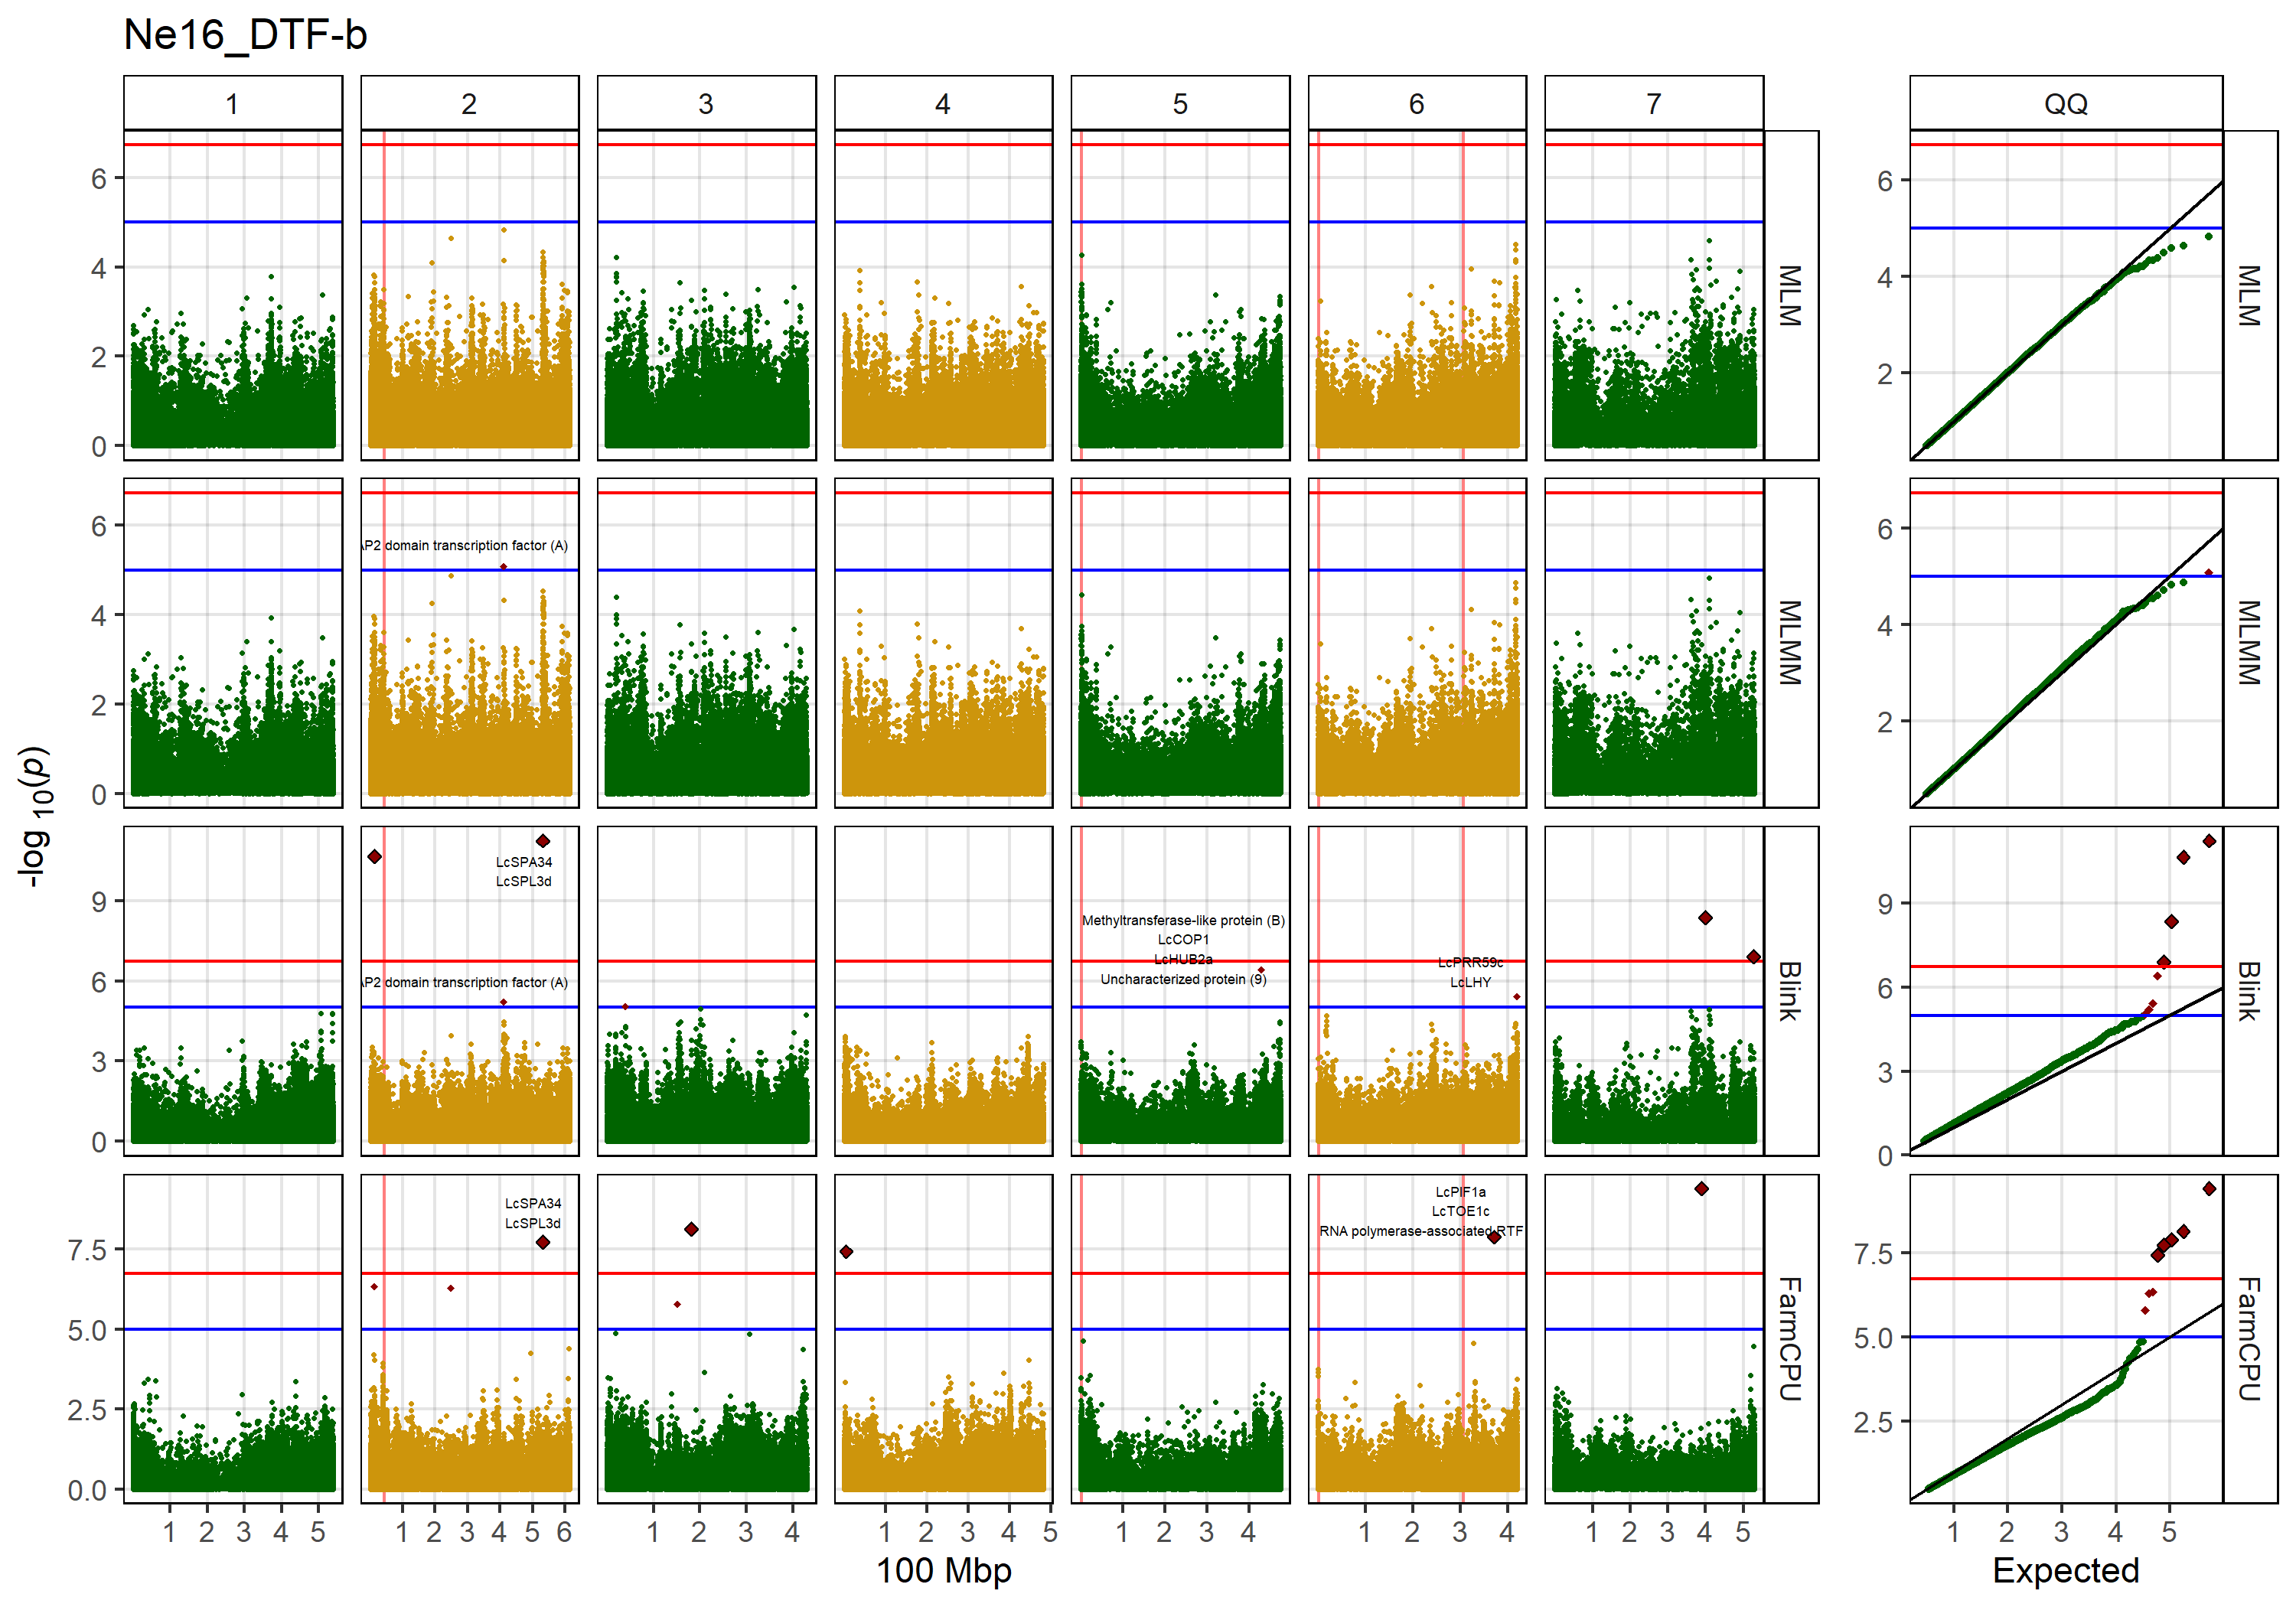 Ne16_DTF-b
1 2 3 4 5 6 7 QQ
6
4
2
0
MLM
6
4
2
MLM
-log 10(p)
6
4
2
0
AP2 domain transcription factor (A)
MLMM
6
4
2
MLMM
9
6
3
0
LcSPA34
LcSPL3d
AP2 domain transcription factor (A)
Methyltransferase-like protein (B)
LcCOP1
LcHUB2a
Uncharacterized protein (9)
LcPRR59c
LcLHY
Blink
9
6
3
0
Blink
7.5
5.0
2.5
0.0
LcSPA34
LcSPL3d
LcPIF1a
LcTOE1c
RNA polymerase-associated RTF
FarmCPU
7.5
5.0
2.5
FarmCPU
1 2 3 4 5 1 2 3 4 5 6 1 2 3 4 1 2 3 4 5 1 2 3 4 1 2 3 4 1 2 3 4 5 1 2 3 4 5
100 Mbp
Expected